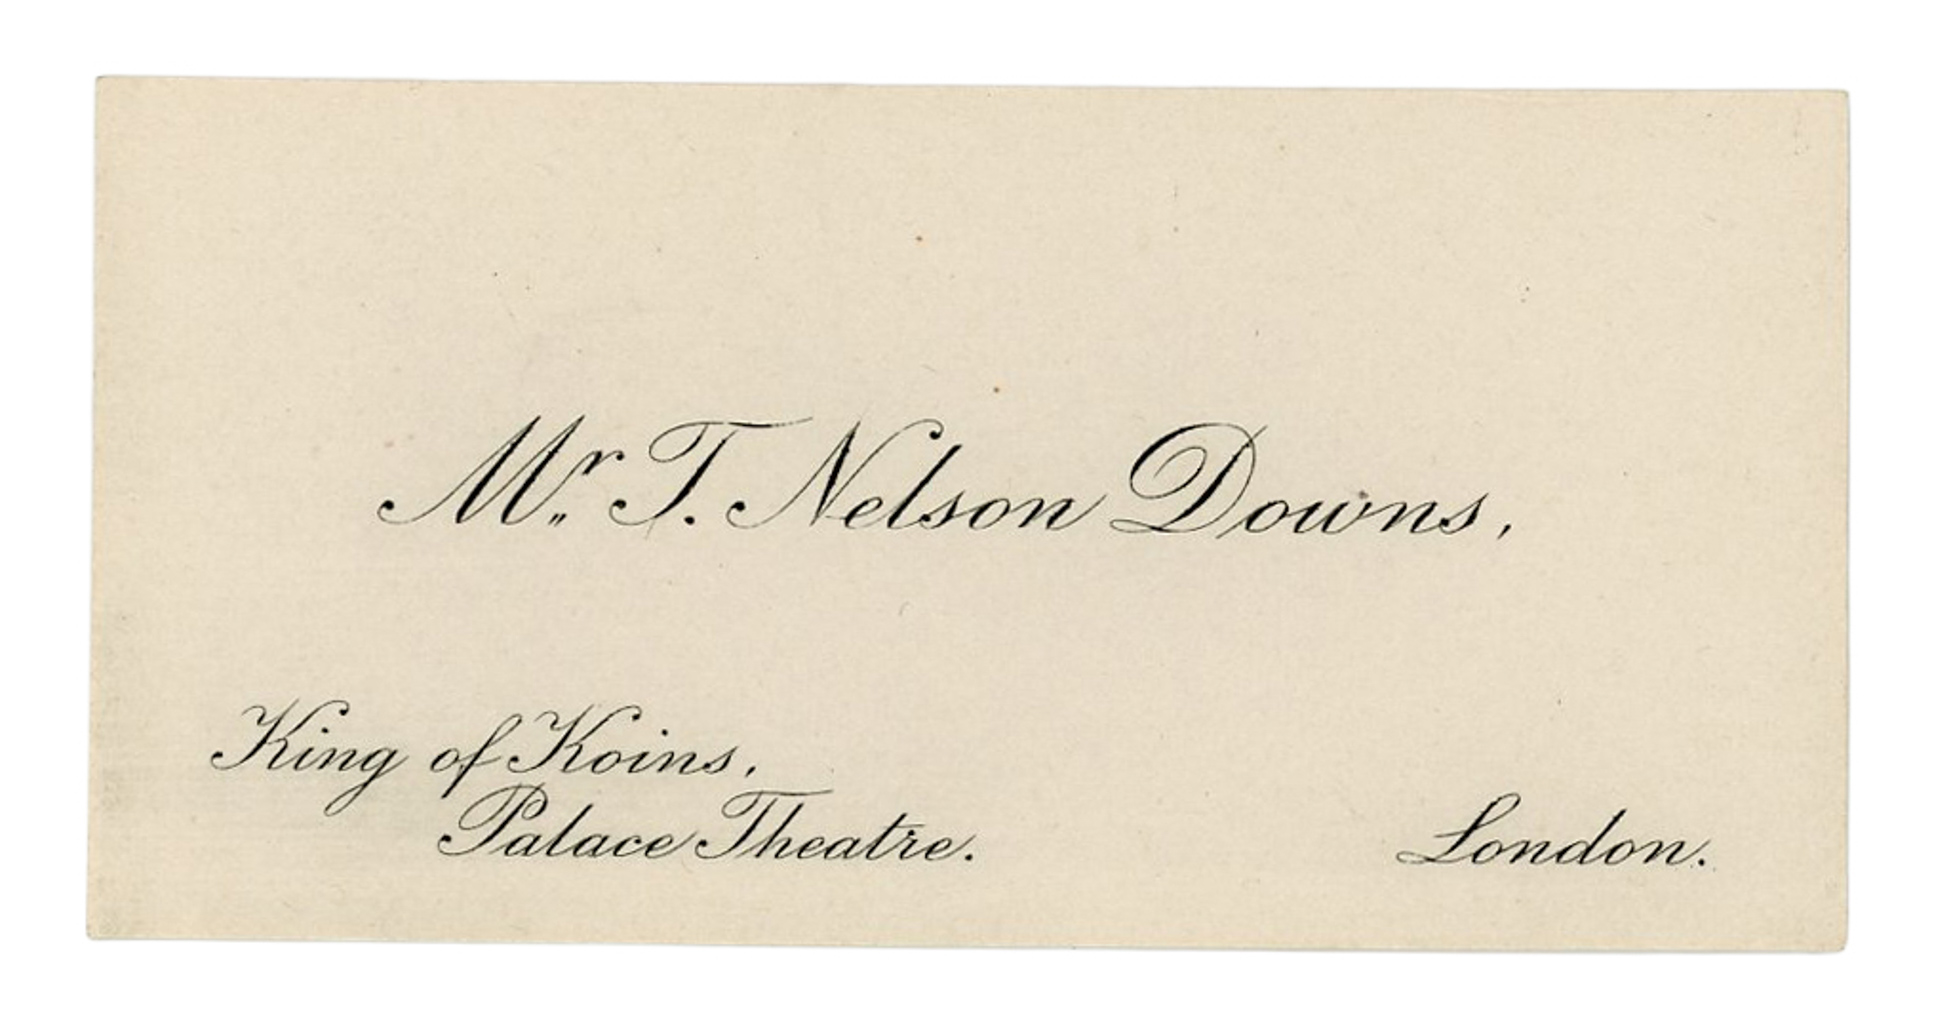 Mr. T. Nelson Downs,
King of Koins,
Palace Theatre.
London.